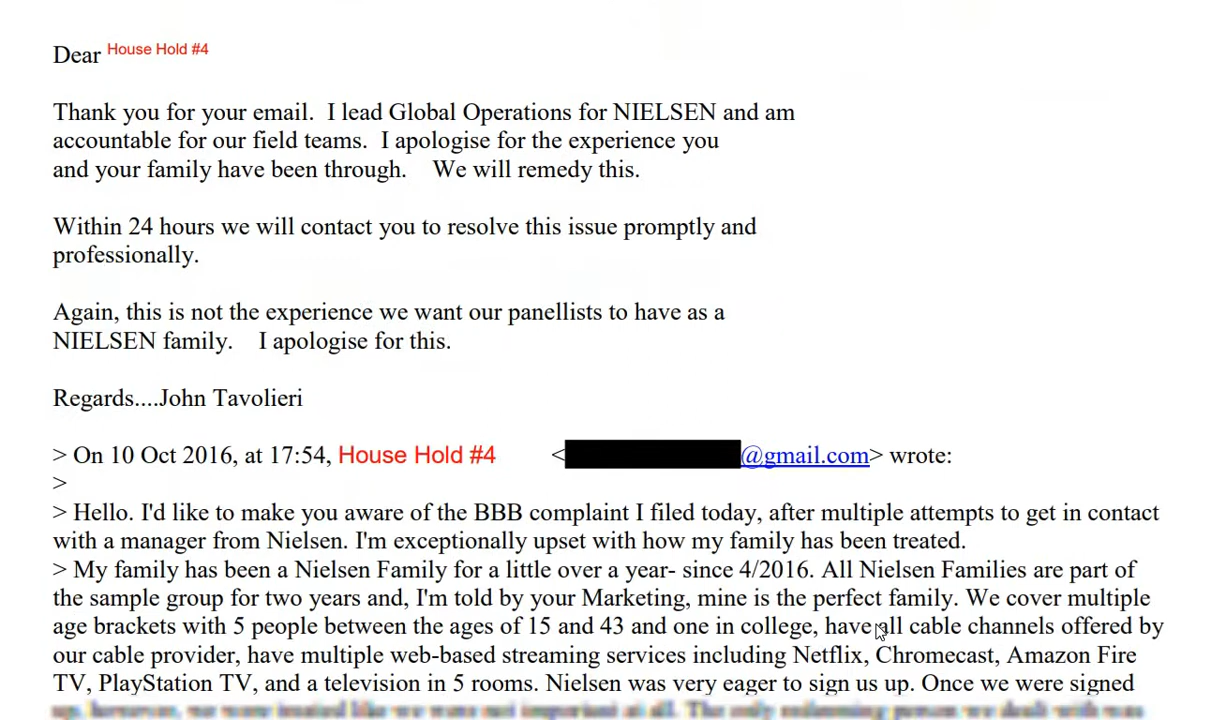 Dear House Hold #4
Thank you for your email.  I lead Global Operations for NIELSEN and am
accountable for our field teams.  I apologise for the experience you
and your family have been through.    We will remedy this.
Within 24 hours we will contact you to resolve this issue promptly and
professionally.
Again, this is not the experience we want our panellists to have as a
NIELSEN family.    I apologise for this.
Regards....John Tavolieri
> On 10 Oct 2016, at 17:54, House Hold #4 < @gmail.com> wrote:
>
> Hello. I'd like to make you aware of the BBB complaint I filed today, after multiple attempts to get in contact
with a manager from Nielsen. I'm exceptionally upset with how my family has been treated.
> My family has been a Nielsen Family for a little over a year- since 4/2016. All Nielsen Families are part of
the sample group for two years and, I'm told by your Marketing, mine is the perfect family. We cover multiple
age brackets with 5 people between the ages of 15 and 43 and one in college, have all cable channels offered by
our cable provider, have multiple web-based streaming services including Netflix, Chromecast, Amazon Fire
TV, PlayStation TV, and a television in 5 rooms. Nielsen was very eager to sign us up. Once we were signed